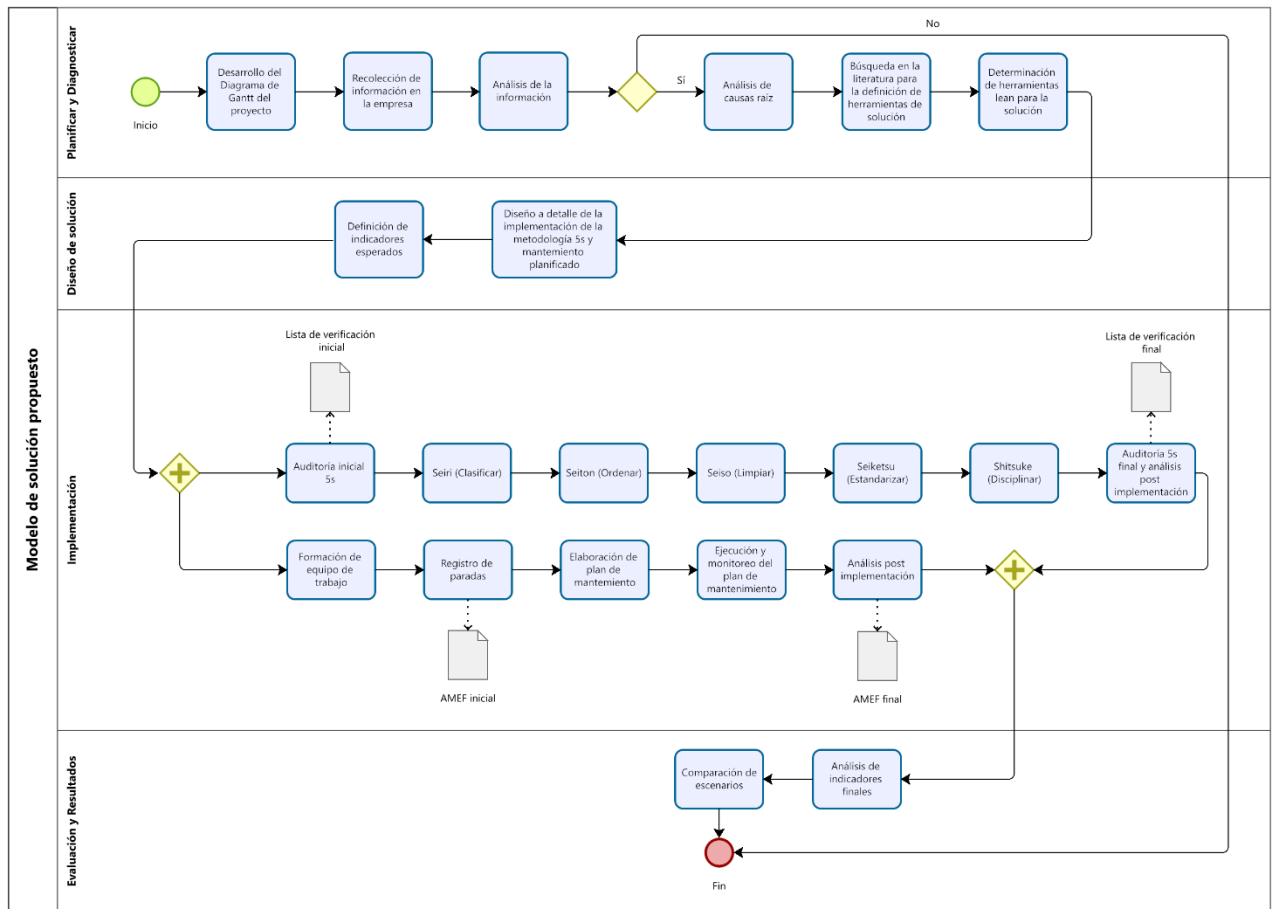 Modelo de solución propuesto
Planificar y Diagnosticar
No
Inicio
Desarrollo del
Diagrama de
Gantt del
proyecto
Recolección de
información en
la empresa
Análisis de la
información
Sí
Análisis de
causas raíz
Búsqueda en la
literatura para
la definición de
herramientas de
solución
Determinación
de herramientas
lean para la
solución
Diseño de solución
Definición de
indicadores
esperados
Diseño a detalle de la
implementación de la
metodología 5s y
mantemiento
planificado
Implementación
Lista de verificación
inicial
Lista de verificación
final
Auditoría inicial
5s
Seiri (Clasificar)
Seiton (Ordenar)
Seiso (Limpiar)
Seiketsu
(Estandarizar)
Shitsuke
(Disciplinar)
Auditoria 5s
final y análisis
post
implementación
Formación de
equipo de
trabajo
Registro de
paradas
Elaboración de
plan de
mantemiento
Ejecución y
monitoreo del
plan de
mantenimiento
Análisis post
implementación
AMEF inicial
AMEF final
Evaluación y Resultados
Comparación de
escenarios
Análisis de
indicadores
finales
Fin